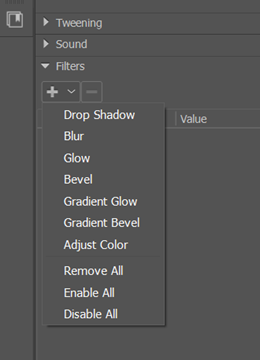 Tweening
Sound
Filters
Drop Shadow
Value
Blur
Glow
Bevel
Gradient Glow
Gradient Bevel
Adjust Color
Remove All
Enable All
Disable All